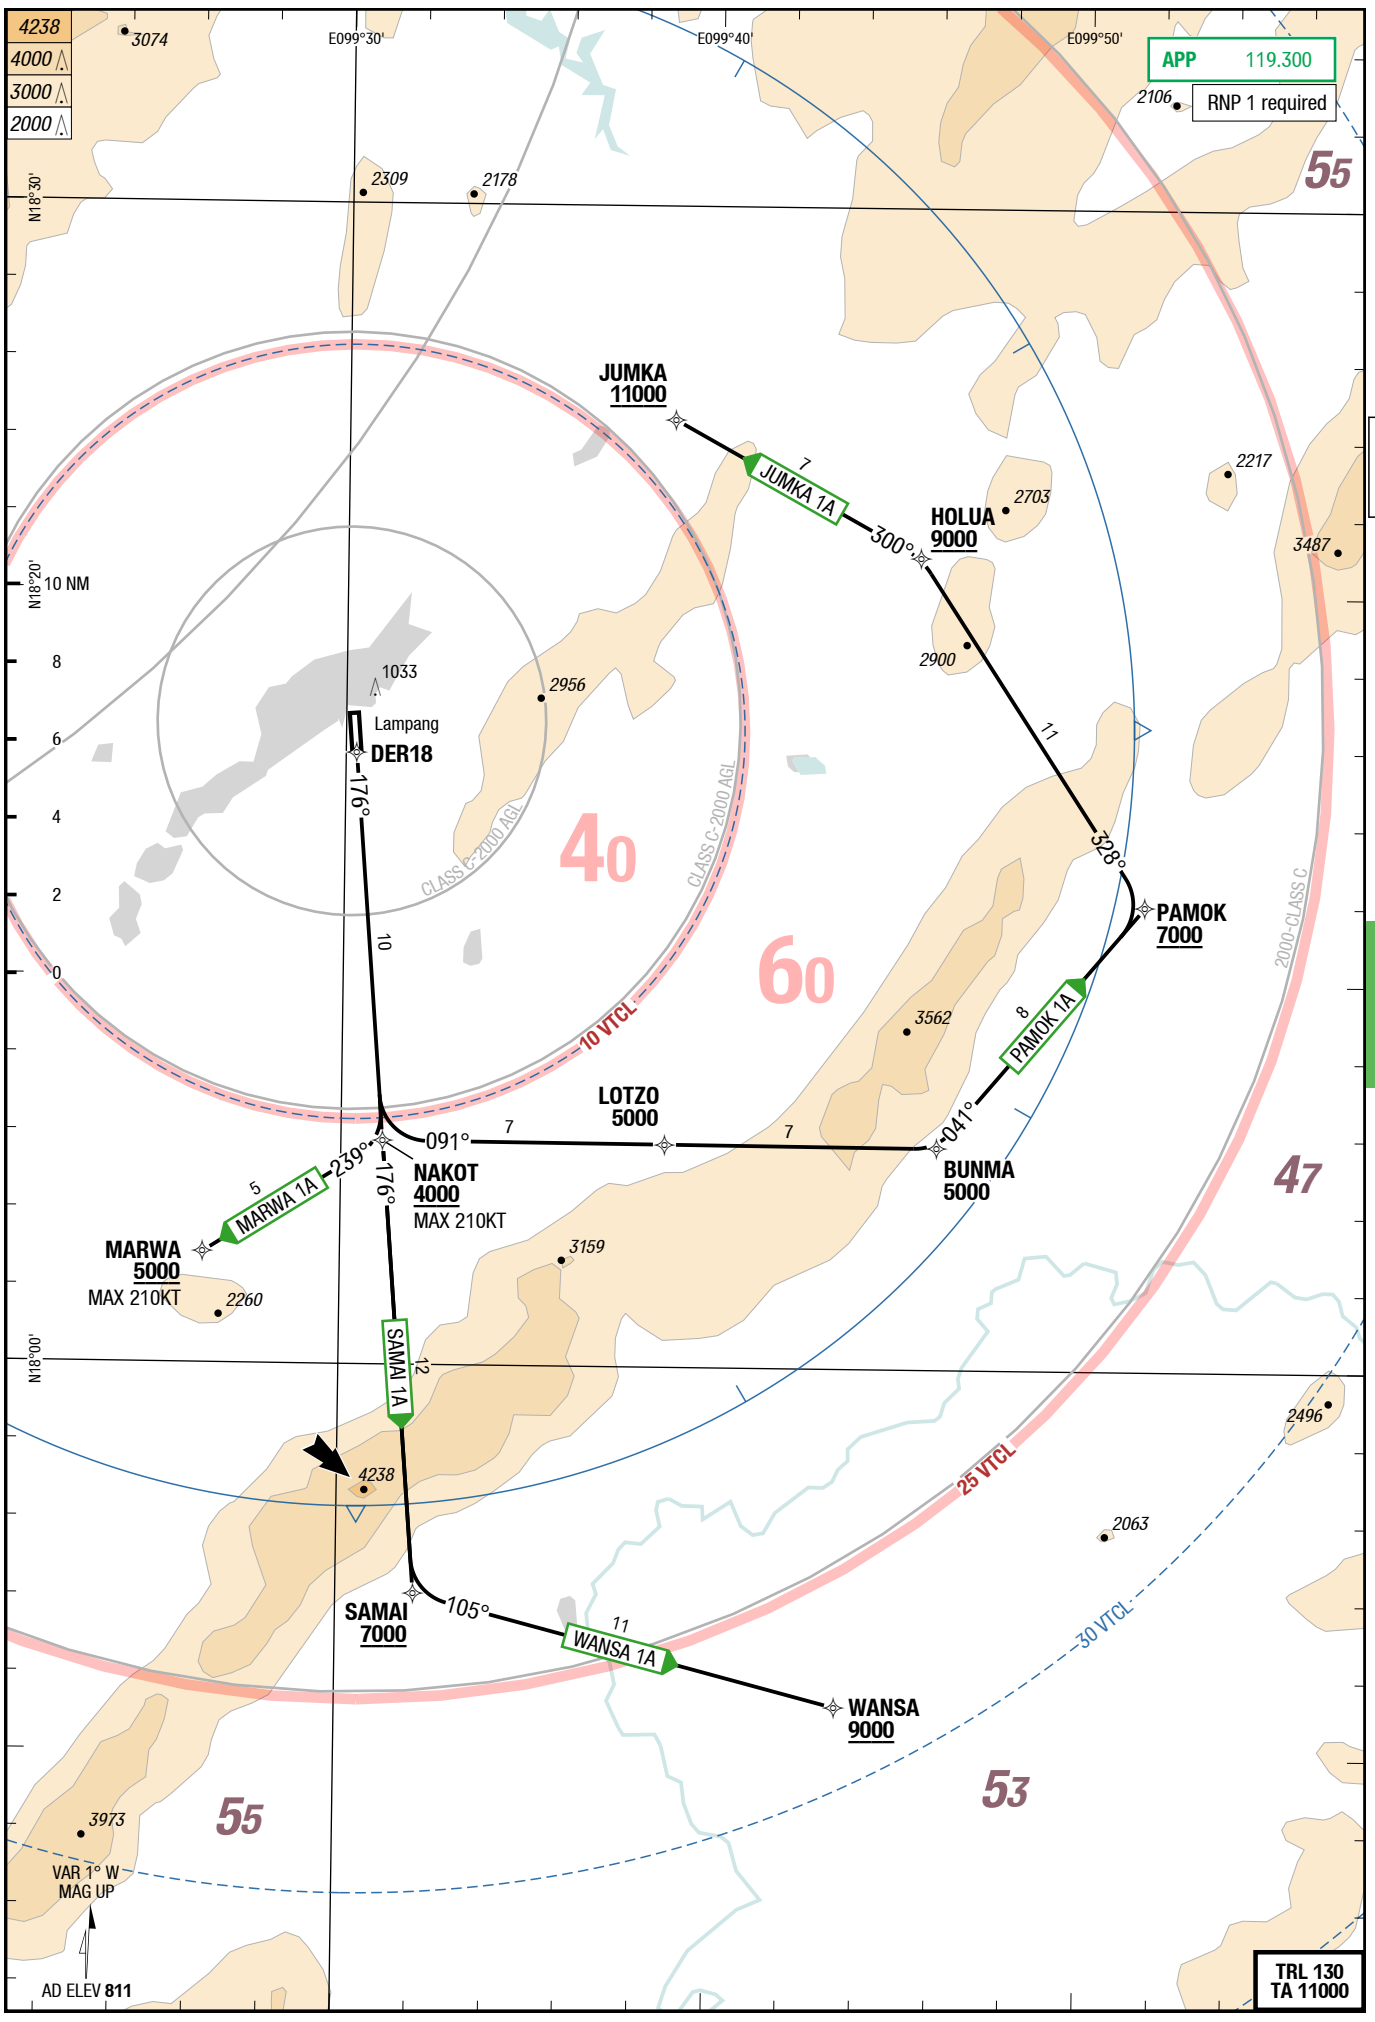 4238
4000
3000
2000
3074
E099°30'
E099°40'
E099°50'
APP 119.300
2106
RNP 1 required
55
N18°30'
2309
2178
JUMKA
11000
7
JUMKA 1A
300°
HOLUA
9000
2703
2217
3487
N18°20'
10 NM
8
6
4
2
0
1033
Lampang
DER18
176°
2956
2900
11
CLASS C-2000 AGL
CLASS C-2000 AGL
40
328°
PAMOK
7000
2000-CLASS C
10
60
8
PAMOK 1A
3562
10 VTCL
LOTZO
5000
7
7
041°
091°
BUNMA
5000
239°
176°
NAKOT
4000
MAX 210KT
5
MARWA 1A
MARWA
5000
MAX 210KT
2260
3159
47
N18°00'
SAMAI 1A
12
2496
4238
25 VTCL
2063
SAMAI
7000
105°
11
WANSA 1A
30 VTCL
WANSA
9000
53
55
3973
VAR 1° W
MAG UP
AD ELEV 811
TRL 130
TA 11000